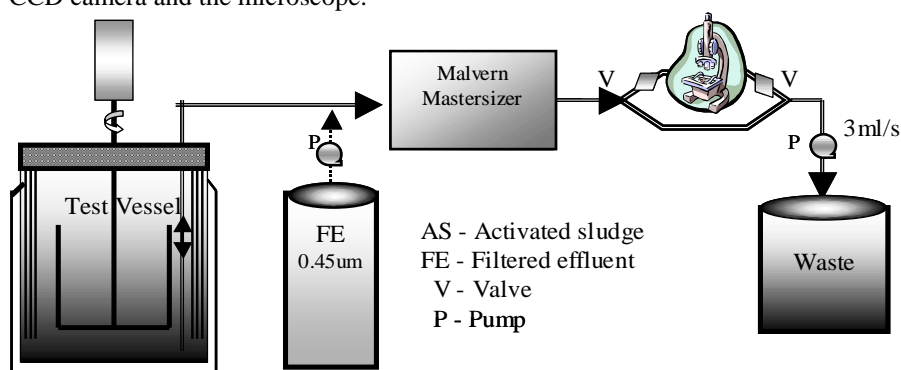 CCD camera and the microscope.
Malvern
Mastersizer
V
V
P
P
3ml/s
Test Vessel
FE
0.45um
AS - Activated sludge
FE - Filtered effluent
V - Valve
P - Pump
Waste